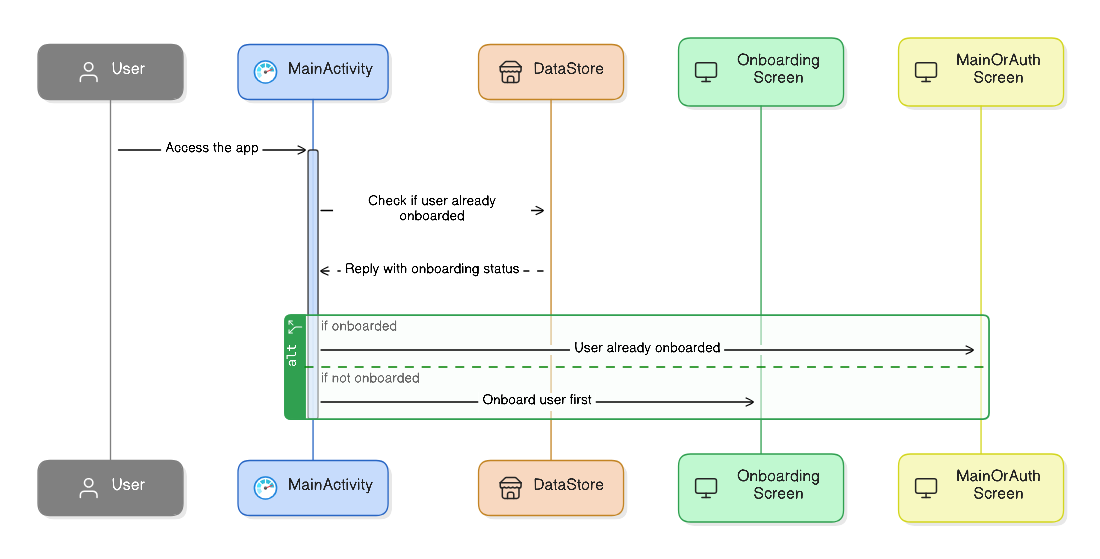 User
MainActivity
DataStore
Onboarding
Screen
MainOrAuth
Screen
Access the app
Check if user already
onboarded
Reply with onboarding status
alt
if onboarded
User already onboarded
if not onboarded
Onboard user first
User
MainActivity
DataStore
Onboarding
Screen
MainOrAuth
Screen